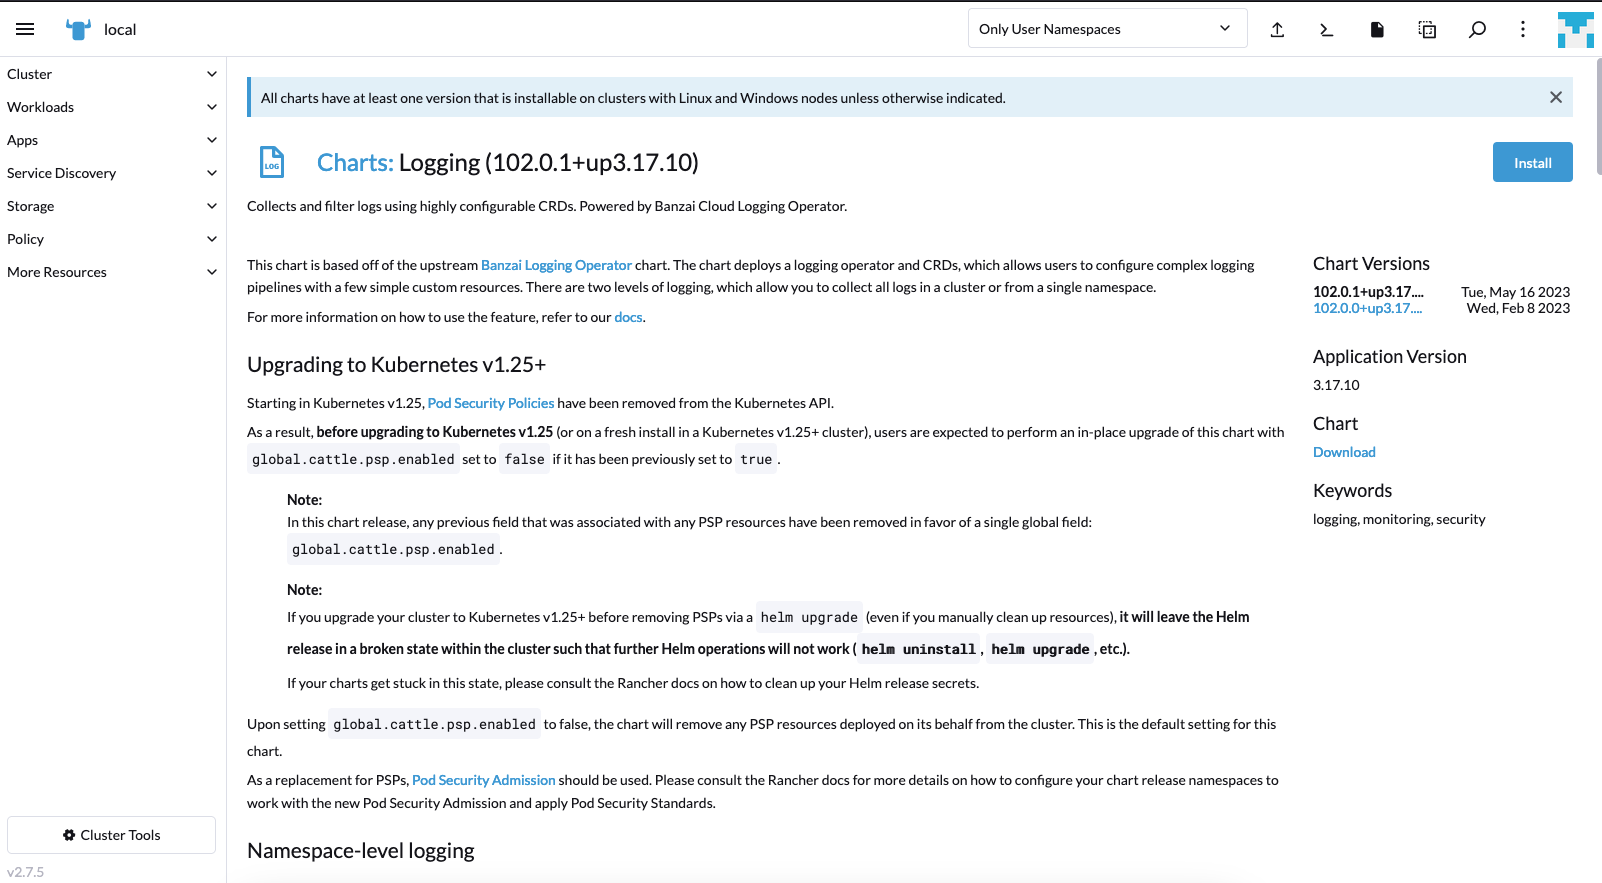 local
Only User Namespaces
Cluster
Workloads
Apps
Service Discovery
Storage
Policy
More Resources
Cluster Tools
v2.7.5
All charts have at least one version that is installable on clusters with Linux and Windows nodes unless otherwise indicated.
LOG
Charts: Logging (102.0.1+up3.17.10)
Install
Collects and filter logs using highly configurable CRDs. Powered by Banzai Cloud Logging Operator.
This chart is based off of the upstream Banzai Logging Operator chart. The chart deploys a logging operator and CRDs, which allows users to configure complex logging
pipelines with a few simple custom resources. There are two levels of logging, which allow you to collect all logs in a cluster or from a single namespace.
For more information on how to use the feature, refer to our docs.
Upgrading to Kubernetes v1.25+
Starting in Kubernetes v1.25, Pod Security Policies have been removed from the Kubernetes API.
As a result, before upgrading to Kubernetes v1.25 (or on a fresh install in a Kubernetes v1.25+ cluster), users are expected to perform an in-place upgrade of this chart with
global.cattle.psp.enabled set to false if it has been previously set to true .
Note:
In this chart release, any previous field that was associated with any PSP resources have been removed in favor of a single global field:
global.cattle.psp.enabled .
Note:
If you upgrade your cluster to Kubernetes v1.25+ before removing PSPs via a helm upgrade (even if you manually clean up resources), it will leave the Helm
release in a broken state within the cluster such that further Helm operations will not work ( helm uninstall , helm upgrade , etc.).
If your charts get stuck in this state, please consult the Rancher docs on how to clean up your Helm release secrets.
Upon setting global.cattle.psp.enabled to false, the chart will remove any PSP resources deployed on its behalf from the cluster. This is the default setting for this
chart.
As a replacement for PSPs, Pod Security Admission should be used. Please consult the Rancher docs for more details on how to configure your chart release namespaces to
work with the new Pod Security Admission and apply Pod Security Standards.
Namespace-level logging
Chart Versions
102.0.1+up3.17.... Tue, May 16 2023
102.0.0+up3.17.... Wed, Feb 8 2023
Application Version
3.17.10
Chart
Download
Keywords
logging, monitoring, security